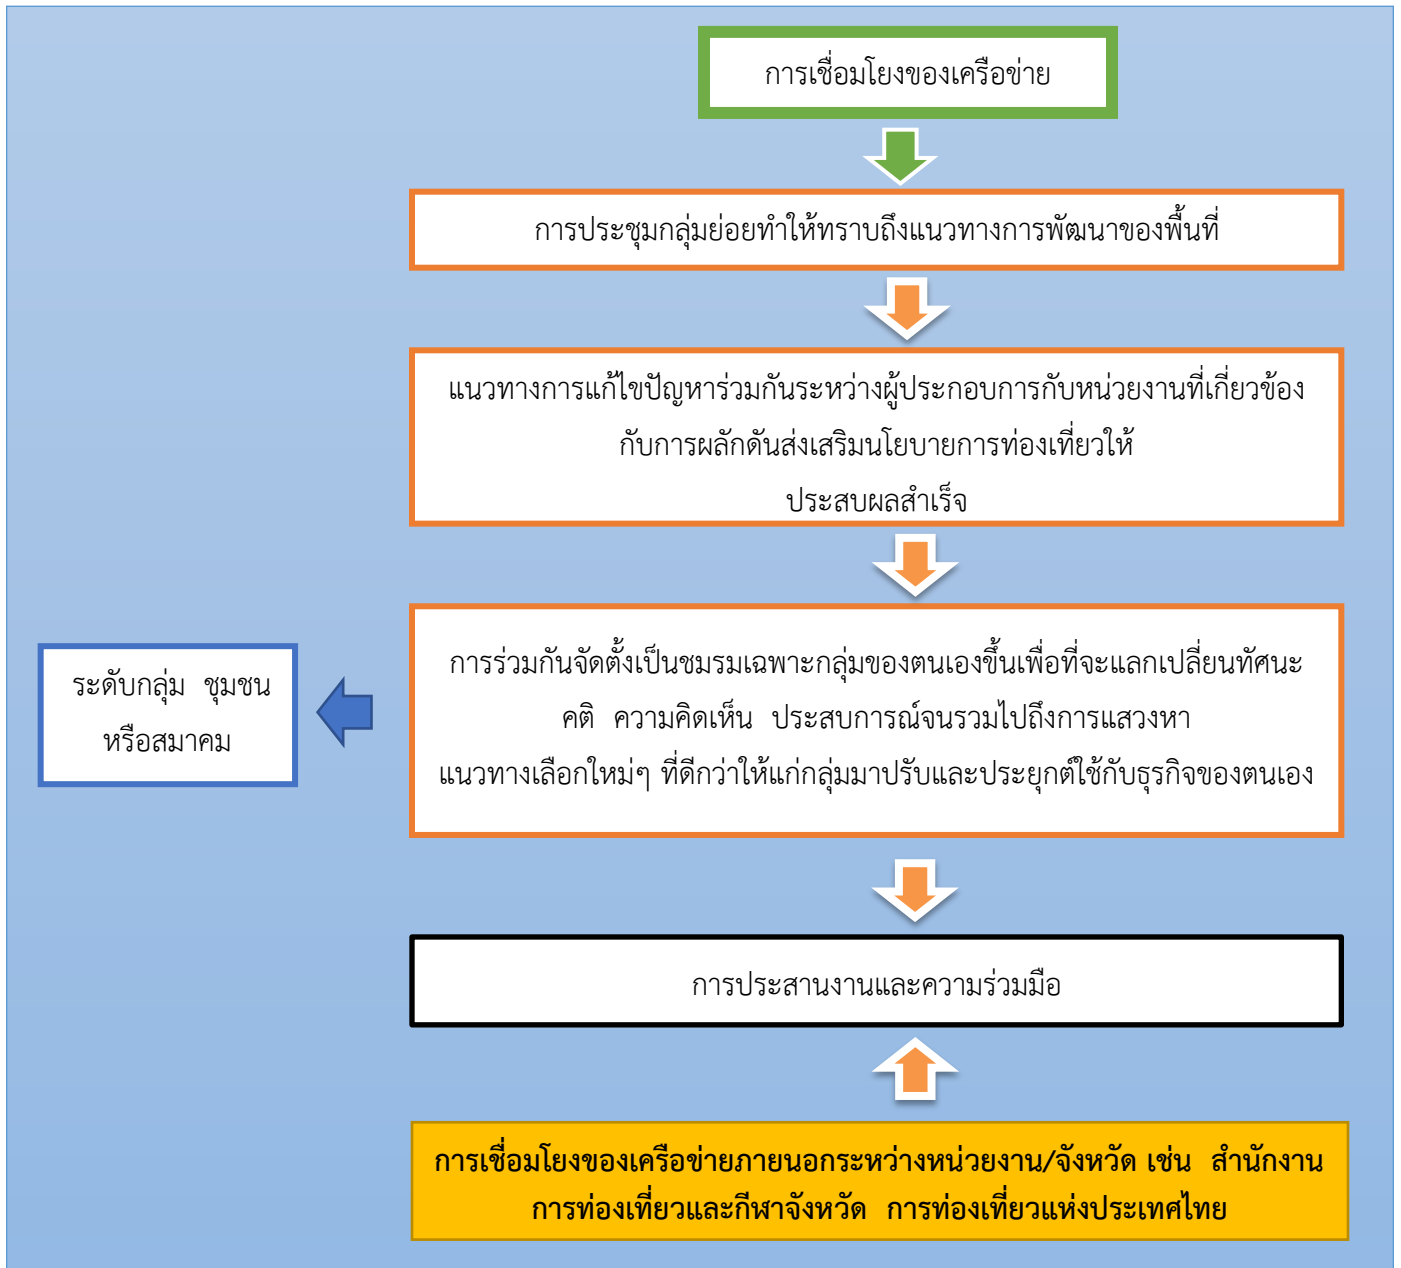 การเชื่อมโยงของเครือข่าย
การประชุมกลุ่มย่อยทำให้ทราบถึงแนวทางการพัฒนาของพื้นที่
แนวทางการแก้ไขปัญหาร่วมกันระหว่างผู้ประกอบการกับหน่วยงานที่เกี่ยวข้อง
กับการผลักดันส่งเสริมนโยบายการท่องเที่ยวให้
ประสบผลสำเร็จ
การร่วมกันจัดตั้งเป็นชมรมเฉพาะกลุ่มของตนเองขึ้นเพื่อที่จะแลกเปลี่ยนทัศนะ
คติ ความคิดเห็น ประสบการณ์จนรวมไปถึงการแสวงหา
แนวทางเลือกใหม่ๆ ที่ดีกว่าให้แก่กลุ่มมาปรับและประยุกต์ใช้กับธุรกิจของตนเอง
ระดับกลุ่ม ชุมชน
หรือสมาคม
การประสานงานและความร่วมมือ
การเชื่อมโยงของเครือข่ายภายนอกระหว่างหน่วยงาน/จังหวัด เช่น สำนักงาน
การท่องเที่ยวและกีฬาจังหวัด การท่องเที่ยวแห่งประเทศไทย